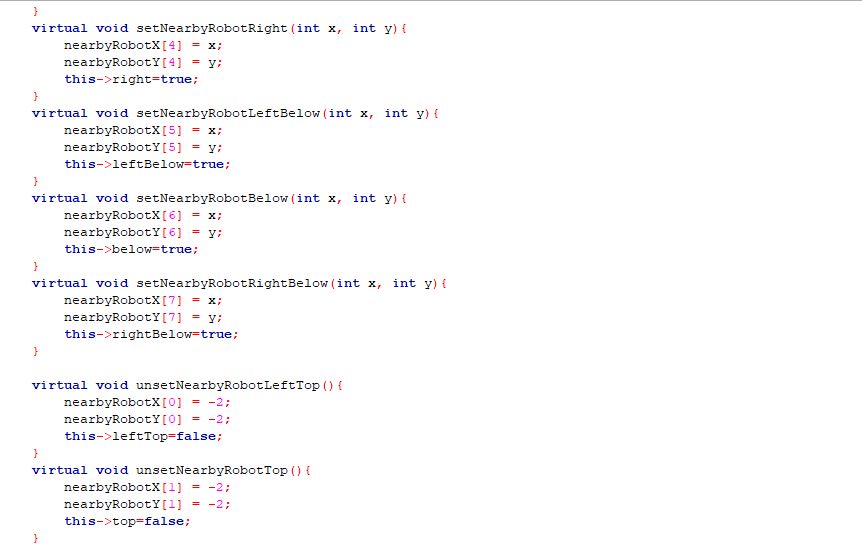 }
virtual void setNearbyRobotRight(int x, int y){
nearbyRobotX[4] = x;
nearbyRobotY[4] = y;
this->right=true;
}
virtual void setNearbyRobotLeftBelow(int x, int y){
nearbyRobotX[5] = x;
nearbyRobotY[5] = y;
this->leftBelow=true;
}
virtual void setNearbyRobotBelow(int x, int y){
nearbyRobotX[6] = x;
nearbyRobotY[6] = y;
this->below=true;
}
virtual void setNearbyRobotRightBelow(int x, int y){
nearbyRobotX[7] = x;
nearbyRobotY[7] = y;
this->rightBelow=true;
}
virtual void unsetNearbyRobotLeftTop(){
nearbyRobotX[0] = -2;
nearbyRobotY[0] = -2;
this->leftTop=false;
}
virtual void unsetNearbyRobotTop(){
nearbyRobotX[1] = -2;
nearbyRobotY[1] = -2;
this->top=false;
}